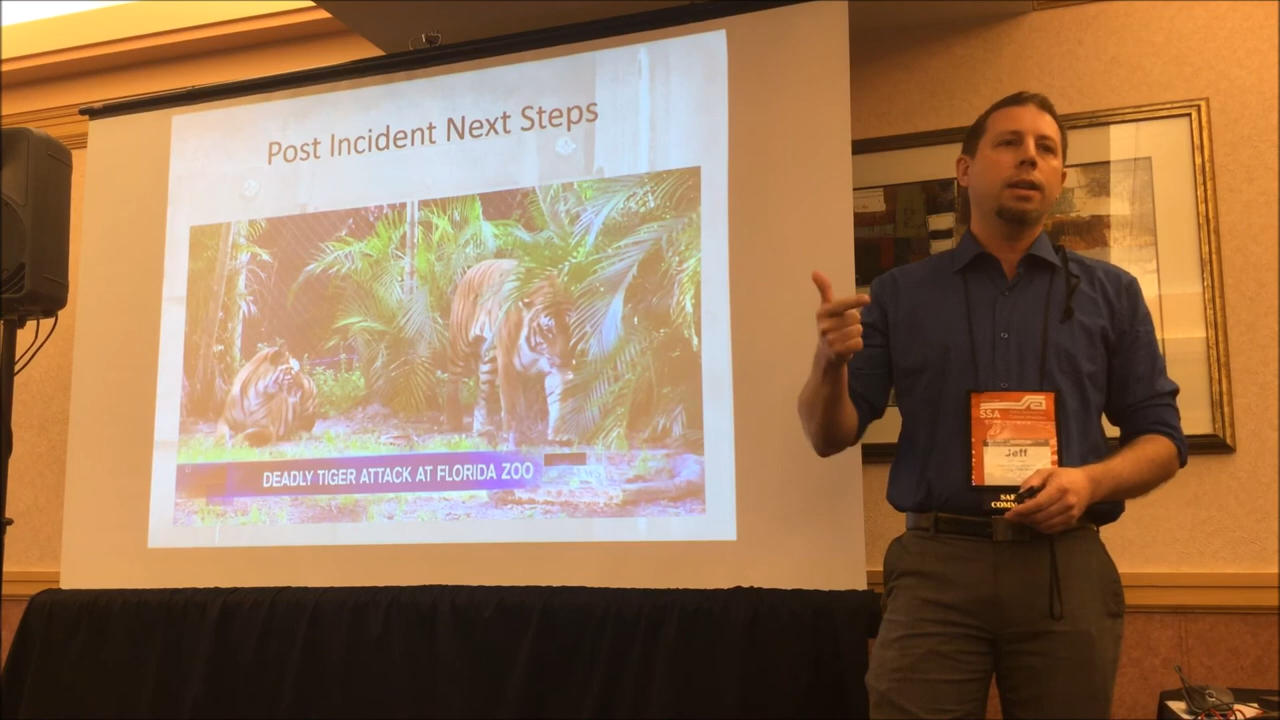 Post Incident Next Steps
DEADLY TIGER ATTACK AT FLORIDA ZOO
SSA
Jeff